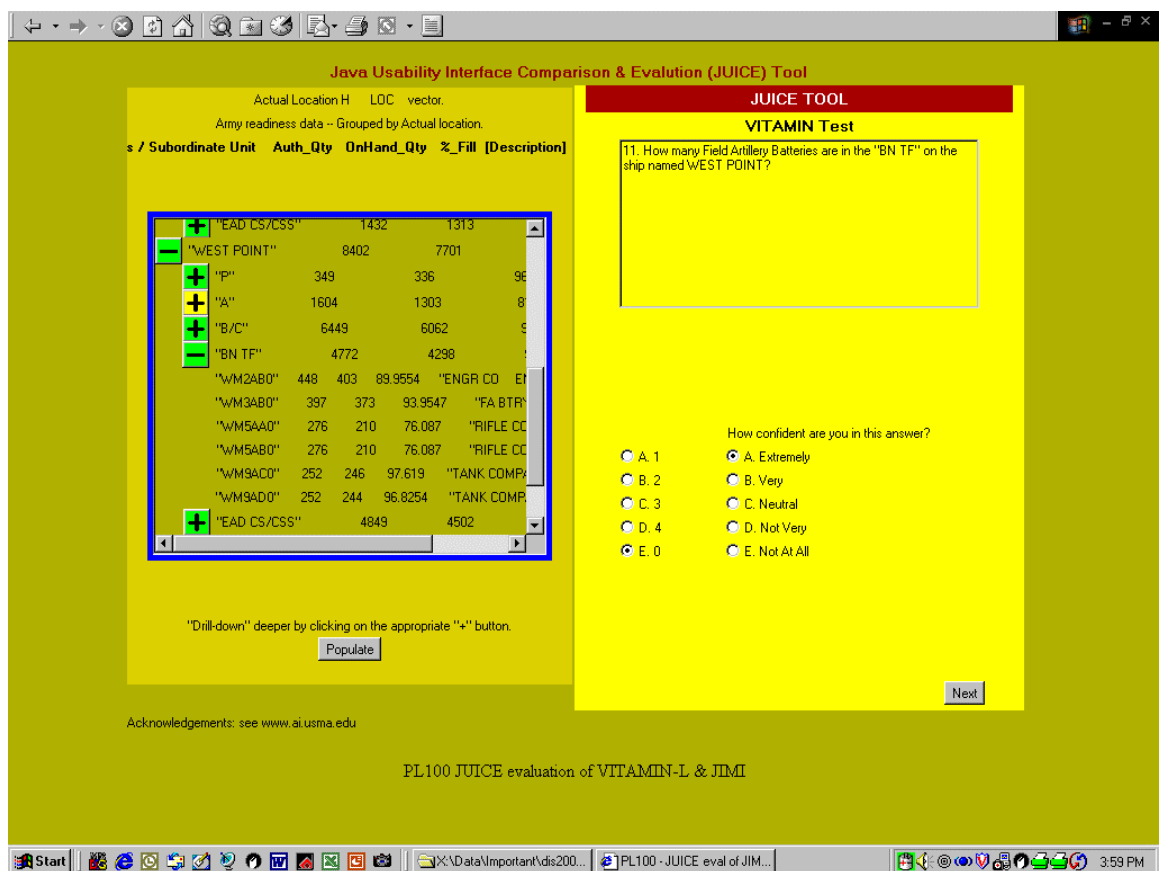 Java Usability Interface Comparison & Evalution (JUICE) Tool
Actual Location H LOC vector.
Army readiness data -- Grouped by Actual location.
s / Subordinate Unit Auth_Qty OnHand_Qty %_Fill [Description]
"EAD CS/CSS" 1432 1313
"WEST POINT" 8402 7701
"P" 349 336 96
"A" 1604 1303
"B/C" 6449 6062
"BN TF" 4772 4298
"WM2AB0" 448 403 89.9554 "ENGR CO
"WM3AB0" 397 373 93.9547 "FA BTRY
"WM5AA0" 276 210 76.087 "RIFLE CO
"WM5AB0" 276 210 76.087 "RIFLE CO
"WM9AC0" 252 246 97.619 "TANK COMPA
"WM9AD0" 252 244 96.8254 "TANK COMP
"EAD CS/CSS" 4849 4502
"Drill-down" deeper by clicking on the appropriate "+" button.
Populate
JUICE TOOL
VITAMIN Test
11. How many Field Artillery Batteries are in the "BN TF" on the
ship named WEST POINT?
How confident are you in this answer?
A. 1 A. Extremely
B. 2 B. Very
C. 3 C. Neutral
D. 4 D. Not Very
E. 0 E. Not At All
Next
Acknowledgements: see www.ai.usma.edu
PL100 JUICE evaluation of VITAMIN-L & JIMI
Start X:\Data\Important\dis200... PL100 - JUICE eval of JIM... 3:59 PM